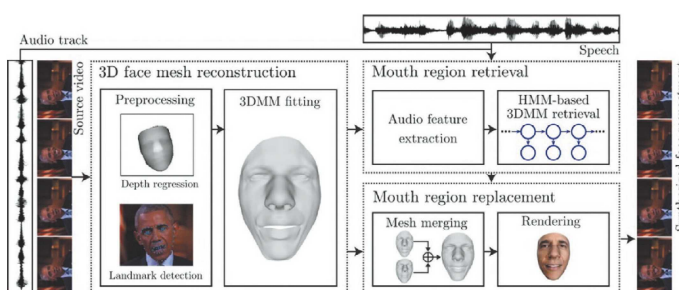 Audio track
Speech
Source video
3D face mesh reconstruction
Preprocessing
Depth regression
Landmark detection
3DMM fitting
Mouth region retrieval
Audio feature
extraction
HMM-based
3DMM retrieval
Mouth region replacement
Mesh merging
Rendering